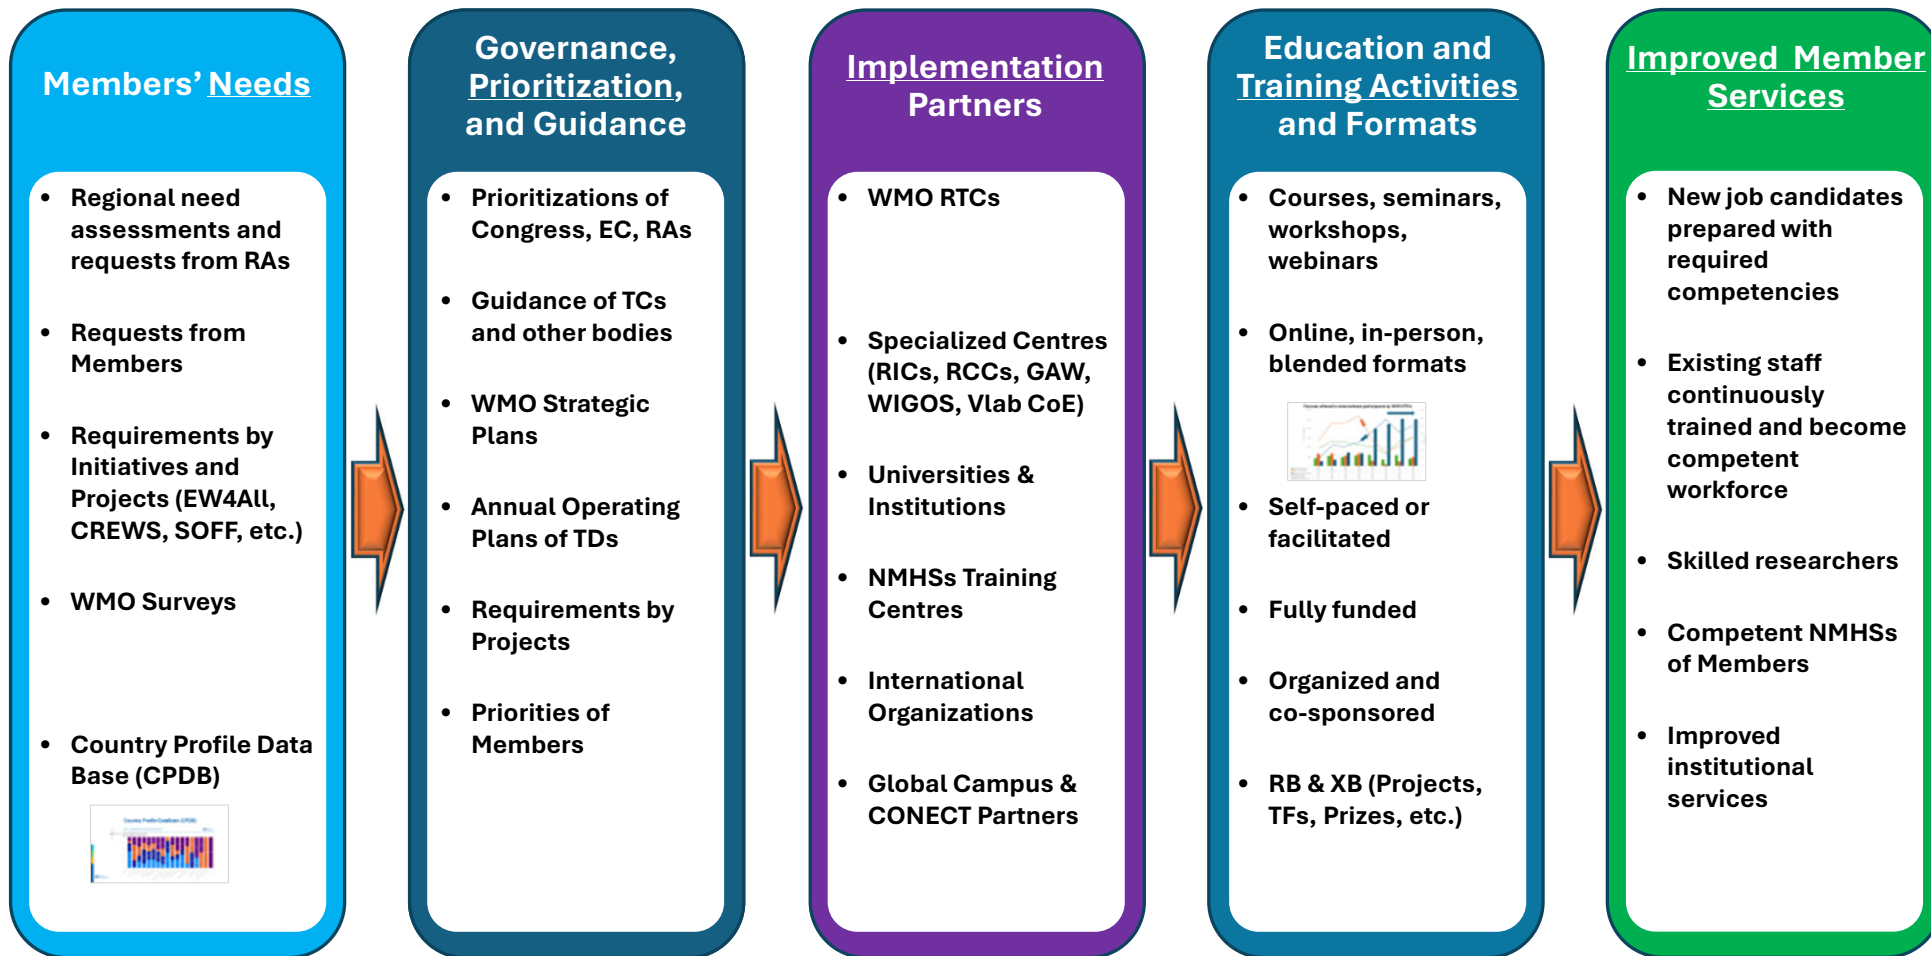 Members’ Needs
• Regional need
assessments and
requests from RAs
• Requests from
Members
• Requirements by
Initiatives and
Projects (EW4All,
CREWS, SOFF, etc.)
• WMO Surveys
• Country Profile Data
Base (CPDB)
Country Profile DataBase (CPDB)
Governance,
Prioritization,
and Guidance
• Prioritizations of
Congress, EC, RAs
• Guidance of TCs
and other bodies
• WMO Strategic
Plans
• Annual Operating
Plans of TDs
• Requirements by
Projects
• Priorities of
Members
Implementation
Partners
• WMO RTCs
• Specialized Centres
(RICs, RCCs, GAW,
WIGOS, Vlab CoE)
• Universities &
Institutions
• NMHSs Training
Centres
• International
Organizations
• Global Campus &
CONECT Partners
Education and
Training Activities
and Formats
• Courses, seminars,
workshops,
webinars
• Online, in-person,
blended formats
• Self-paced or
facilitated
• Fully funded
• Organized and
co-sponsored
• RB & XB (Projects,
TFs, Prizes, etc.)
Improved Member
Services
• New job candidates
prepared with
required
competencies
• Existing staff
continuously
trained and become
competent
workforce
• Skilled researchers
• Competent NMHSs
of Members
• Improved
institutional
services